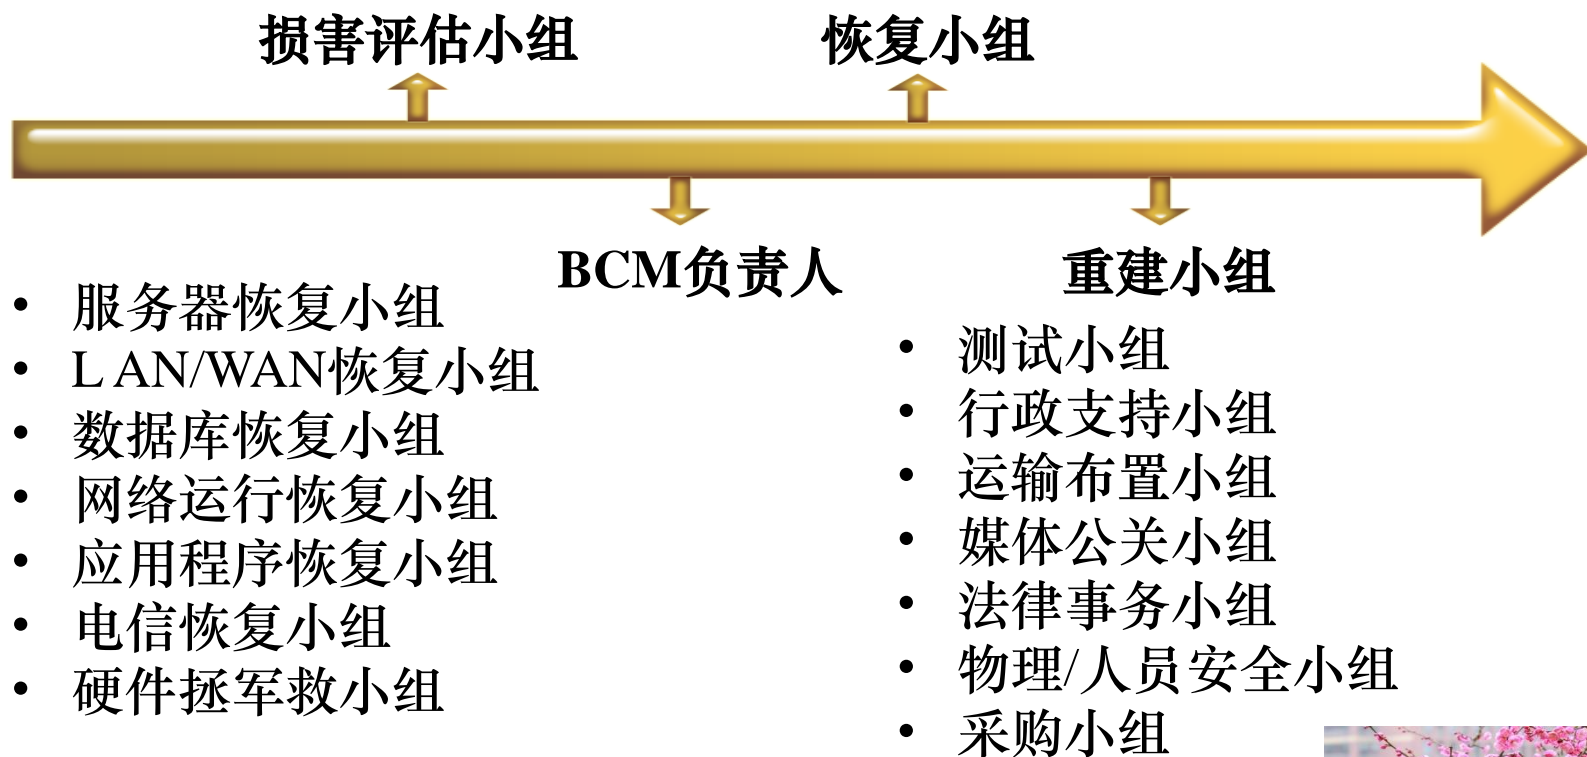 损害评估小组
恢复小组
BCM负责人
重建小组
• 服务器恢复小组
• L AN/WAN恢复小组
• 数据库恢复小组
• 网络运行恢复小组
• 应用程序恢复小组
• 电信恢复小组
• 硬件拯军救小组
• 测试小组
• 行政支持小组
• 运输布置小组
• 媒体公关小组
• 法律事务小组
• 物理/人员安全小组
• 采购小组